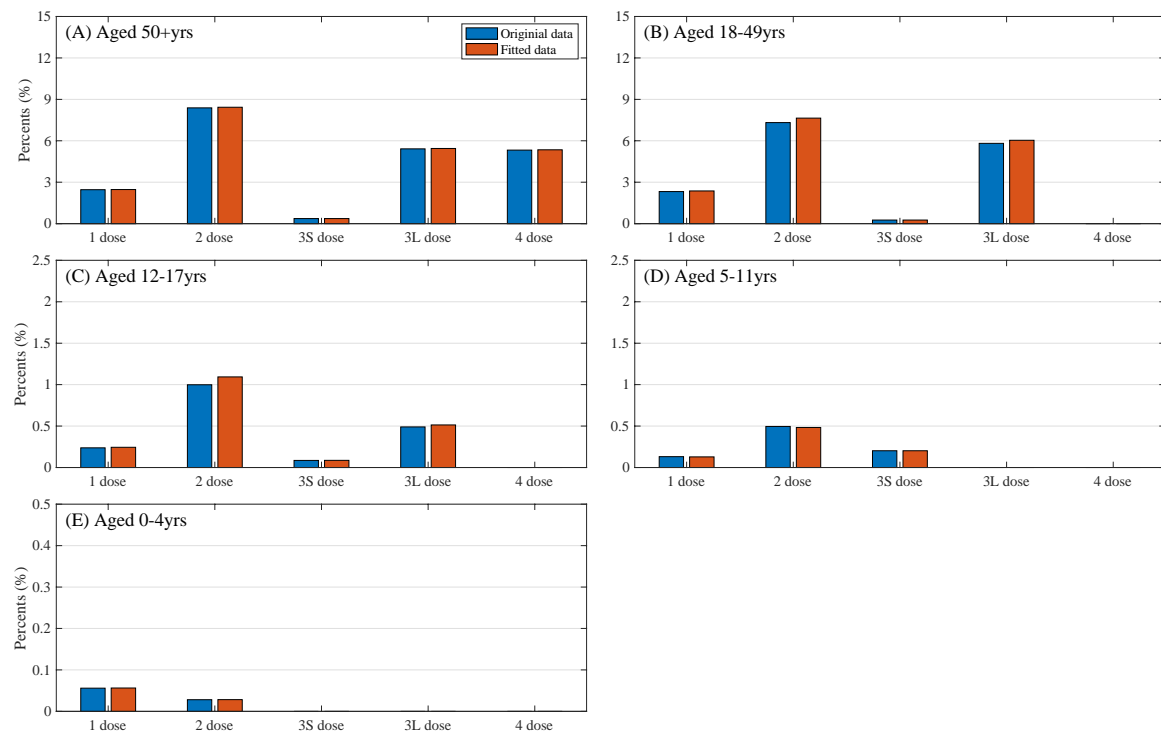 (A) Aged 50+yrs
Originial data
Fitted data
Percents (%)
15
12
9
6
3
0
1 dose 2 dose 3S dose 3L dose 4 dose
(B) Aged 18-49yrs
15
12
9
6
3
0
1 dose 2 dose 3S dose 3L dose 4 dose
(C) Aged 12-17yrs
Percents (%)
2.5
2
1.5
1
0.5
0
1 dose 2 dose 3S dose 3L dose 4 dose
(D) Aged 5-11yrs
2.5
2
1.5
1
0.5
0
1 dose 2 dose 3S dose 3L dose 4 dose
(E) Aged 0-4yrs
Percents (%)
0.5
0.4
0.3
0.2
0.1
0
1 dose 2 dose 3S dose 3L dose 4 dose